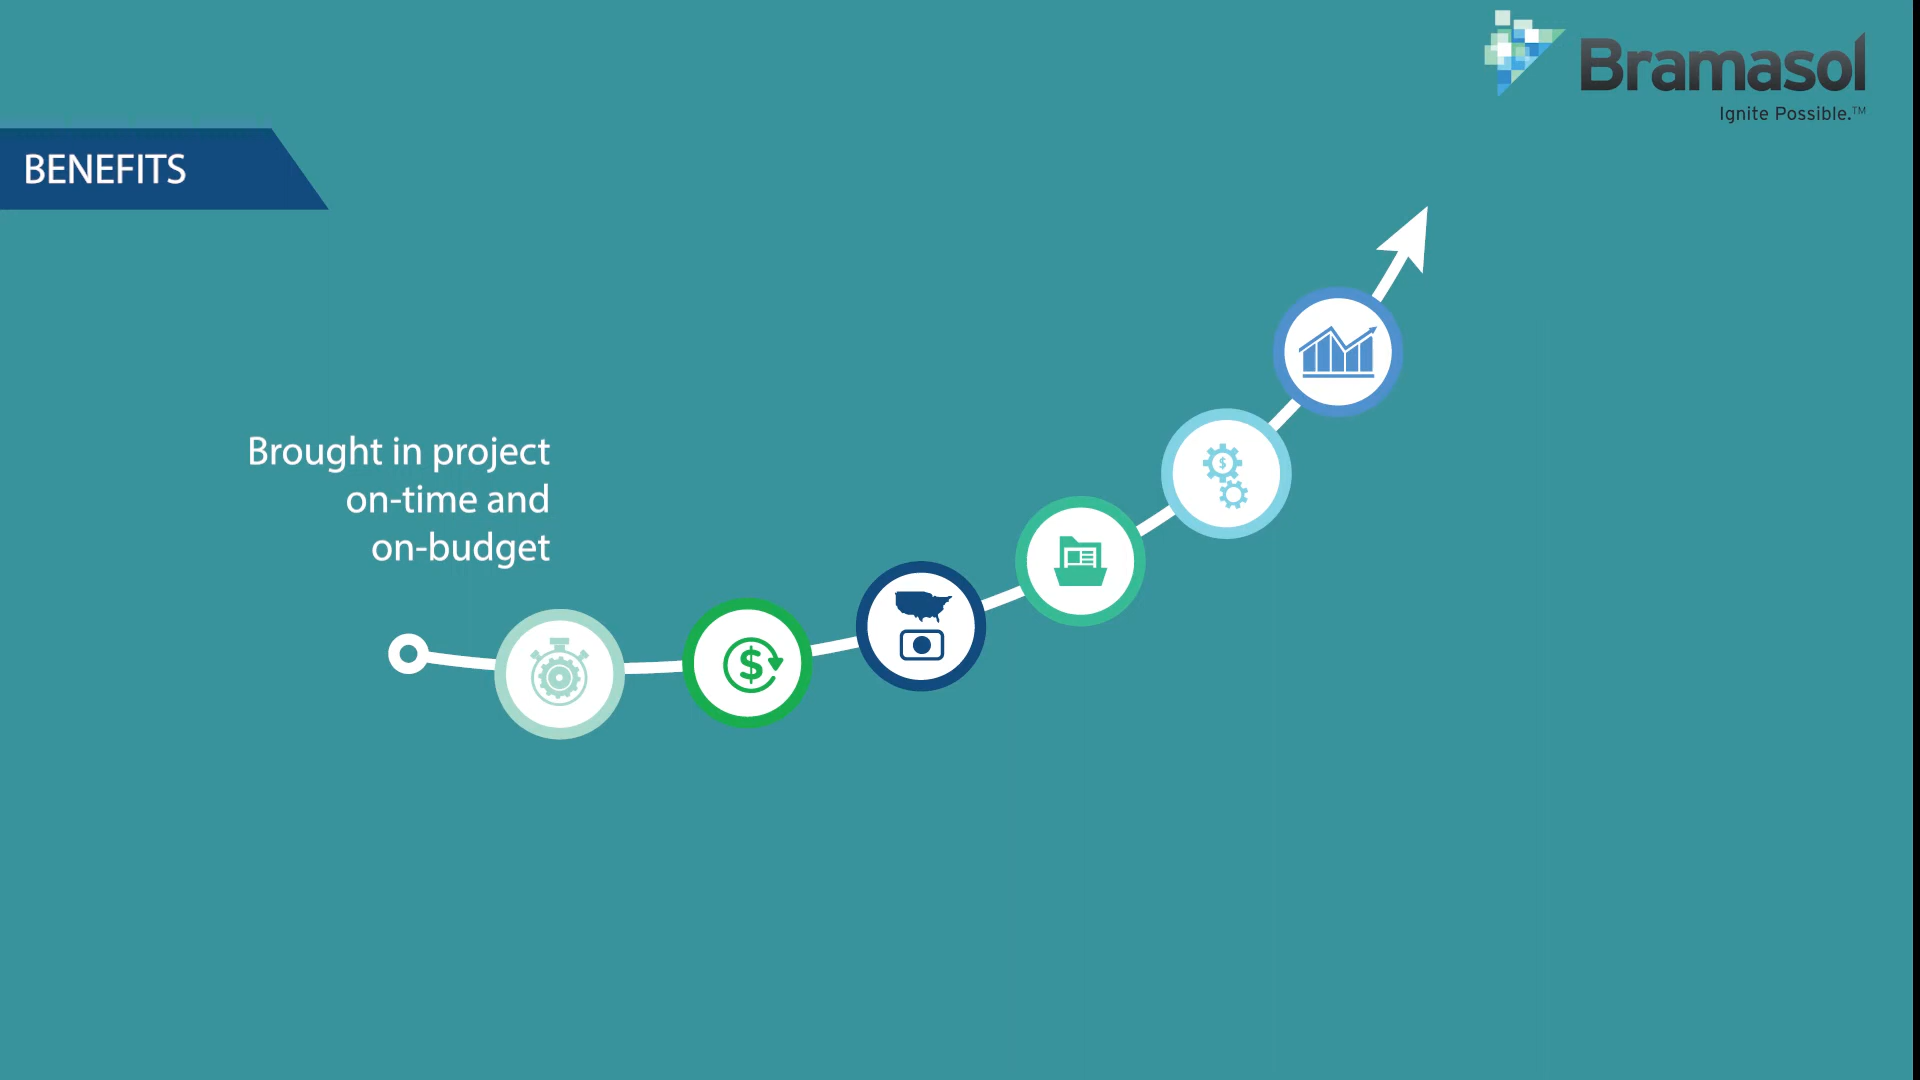 Bramasol
Ignite Possible.™
BENEFITS
Brought in project
on-time and
on-budget
$
$